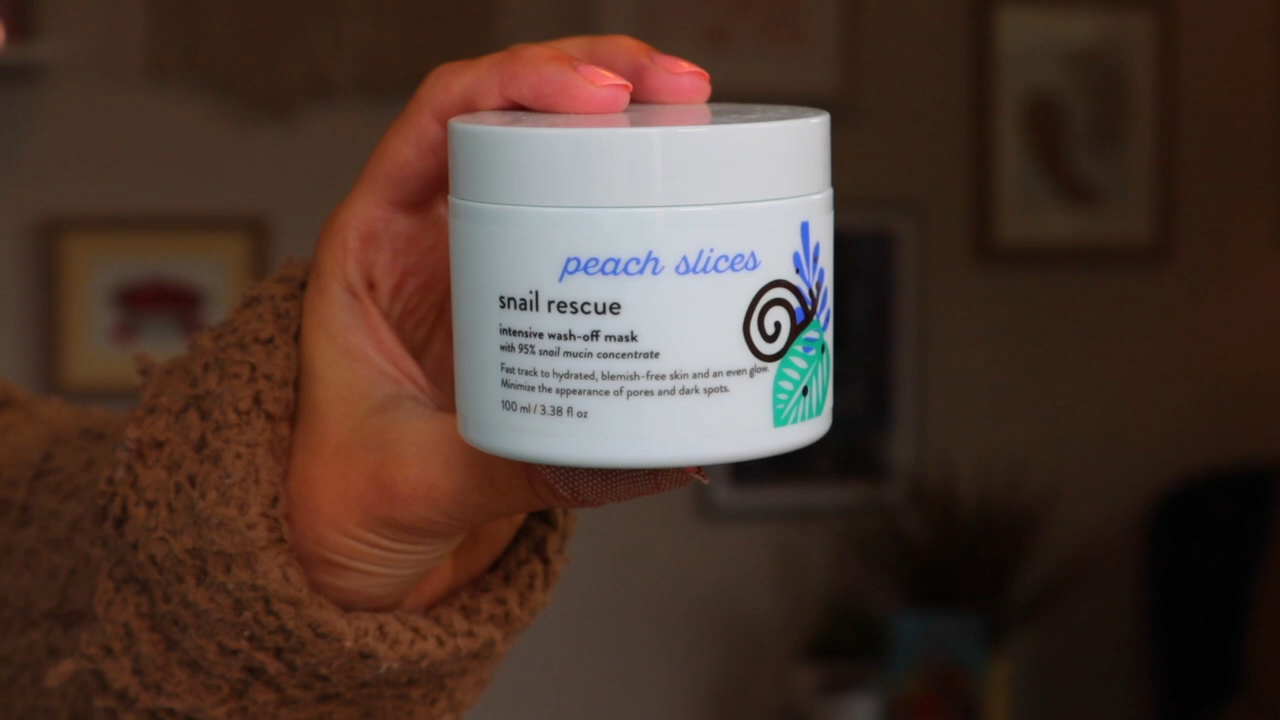 peach slices
snail rescue
intensive wash-off mask
with 95% snail mucin concentrate
Fast track to hydrated, blemish-free skin and an even glow.
Minimize the appearance of pores and dark spots.
100 ml / 3.38 fl oz